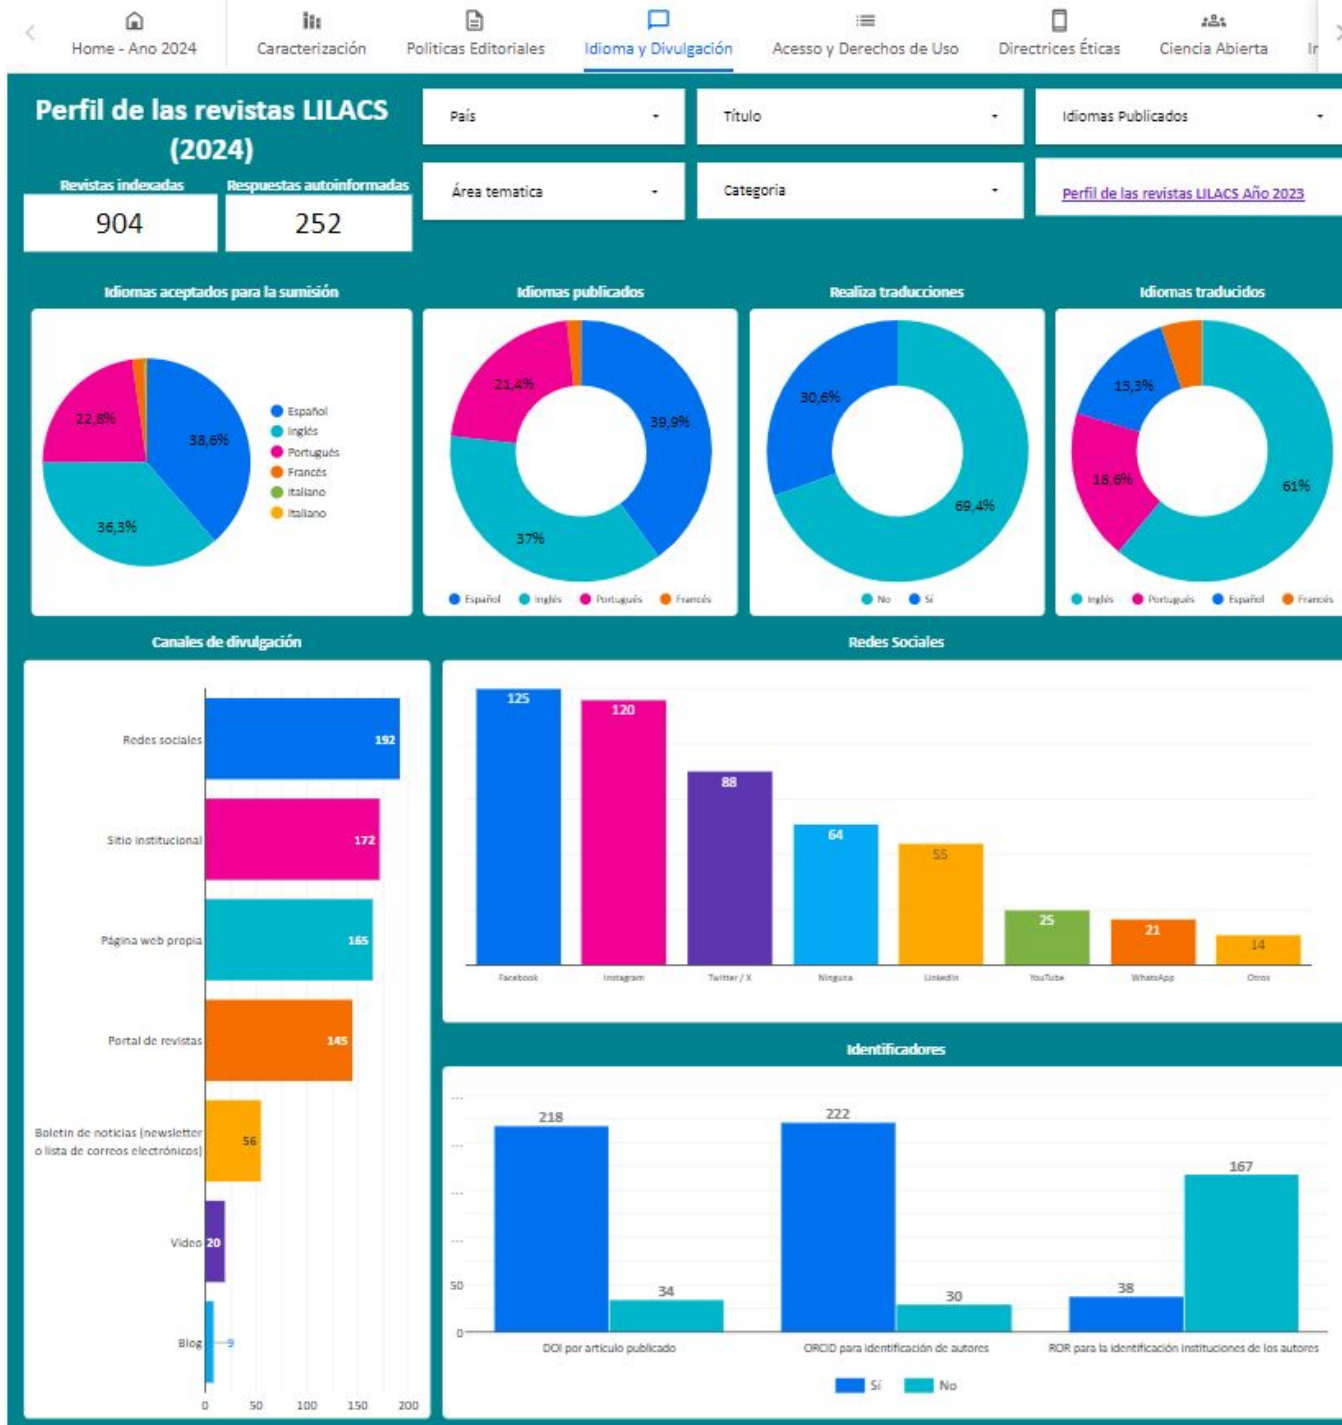 Home - Ano 2024
Caracterización
Politicas Editoriales
Idioma y Divulgación
Acesso y Derechos de Uso
Directrices Éticas
Ciencia Abierta
Perfil de las revistas LILACS
(2024)
Revistas indexadas
Respuestas autoinformadas
904
252
País
Título
Idiomas Publicados
Área tematica
Categoria
Perfil de las revistas LILACS Año 2023
Idiomas aceptados para la sumisión
38,6%
36,3%
22,8%
Español
Inglés
Portugués
Francés
Italiano
Italiano
Idiomas publicados
39,9%
37%
21,4%
Español
Inglés
Portugués
Francés
Realiza traducciones
30,6%
69,4%
No
Sí
Idiomas traducidos
15,3%
18,6%
61%
Inglés
Portugués
Español
Francés
Canales de divulgación
Redes sociales
192
Sitio institucional
172
Página web propia
165
Portal de revistas
145
Boletín de noticias (newsletter
o lista de correos electrónicos)
56
Video
20
Blog
9
0 50 100 150 200
Redes Sociales
125
120
88
64
55
25
21
14
Facebook
Instagram
Twitter / X
Ninguna
LinkedIn
YouTube
WhatsApp
Otros
Identificadores
...
...
...
...
50
0
218
34
222
30
38
167
DOI por artículo publicado
ORCID para identificación de autores
ROR para la identificación instituciones de los autores
Sí
No